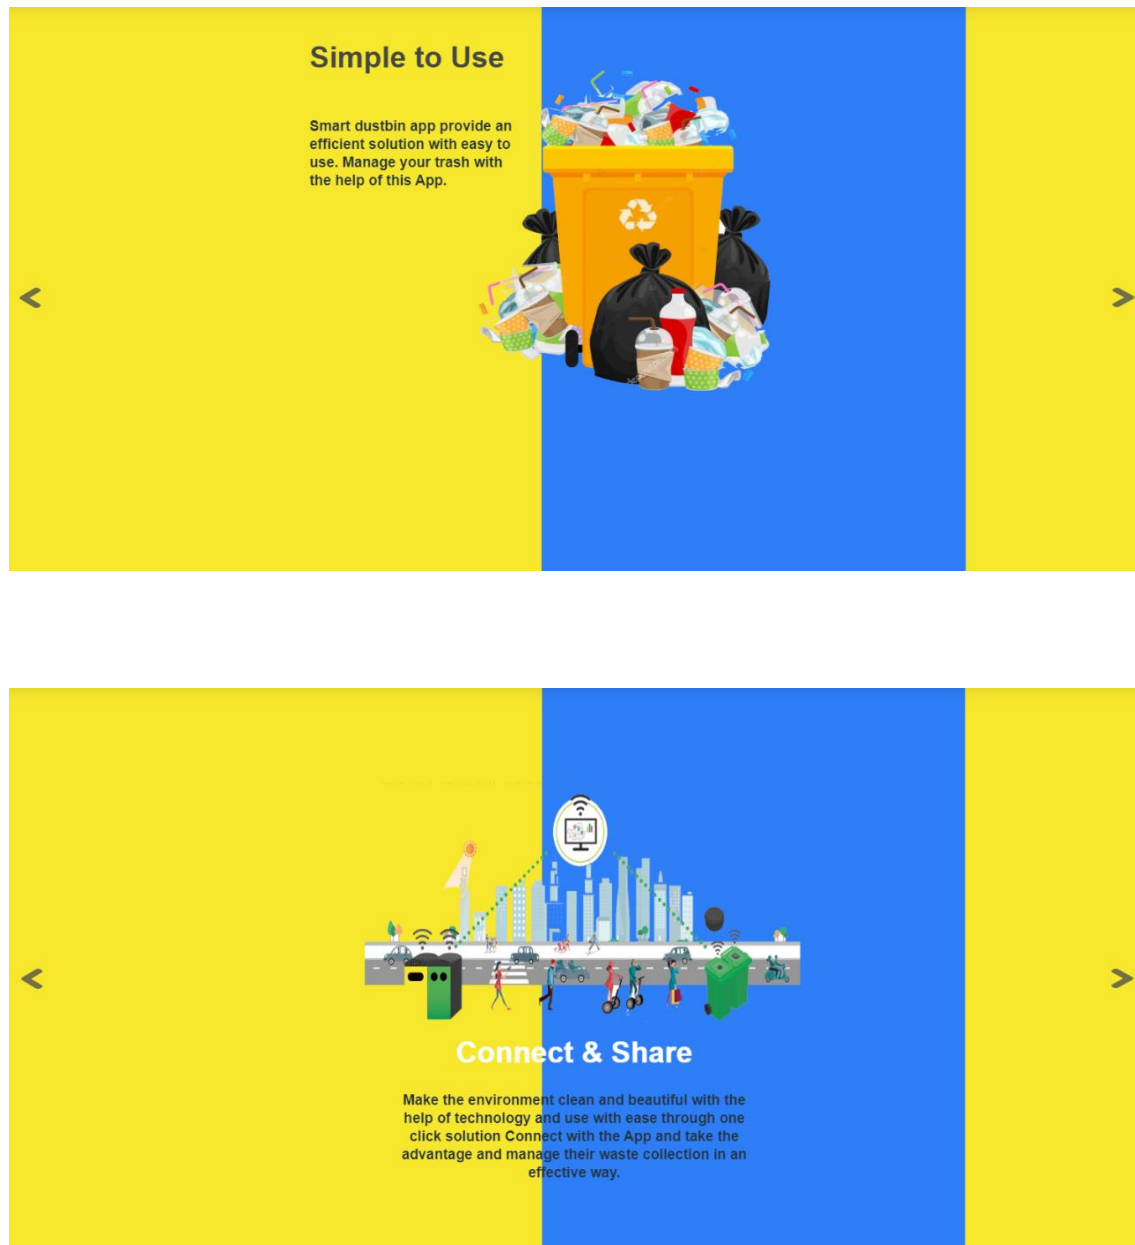 Simple to Use
Smart dustbin app provide an
efficient solution with easy to
use. Manage your trash with
the help of this App.
Connect & Share
Make the environment clean and beautiful with the
help of technology and use with ease through one
click solution Connect with the App and take the
advantage and manage their waste collection in an
effective way.